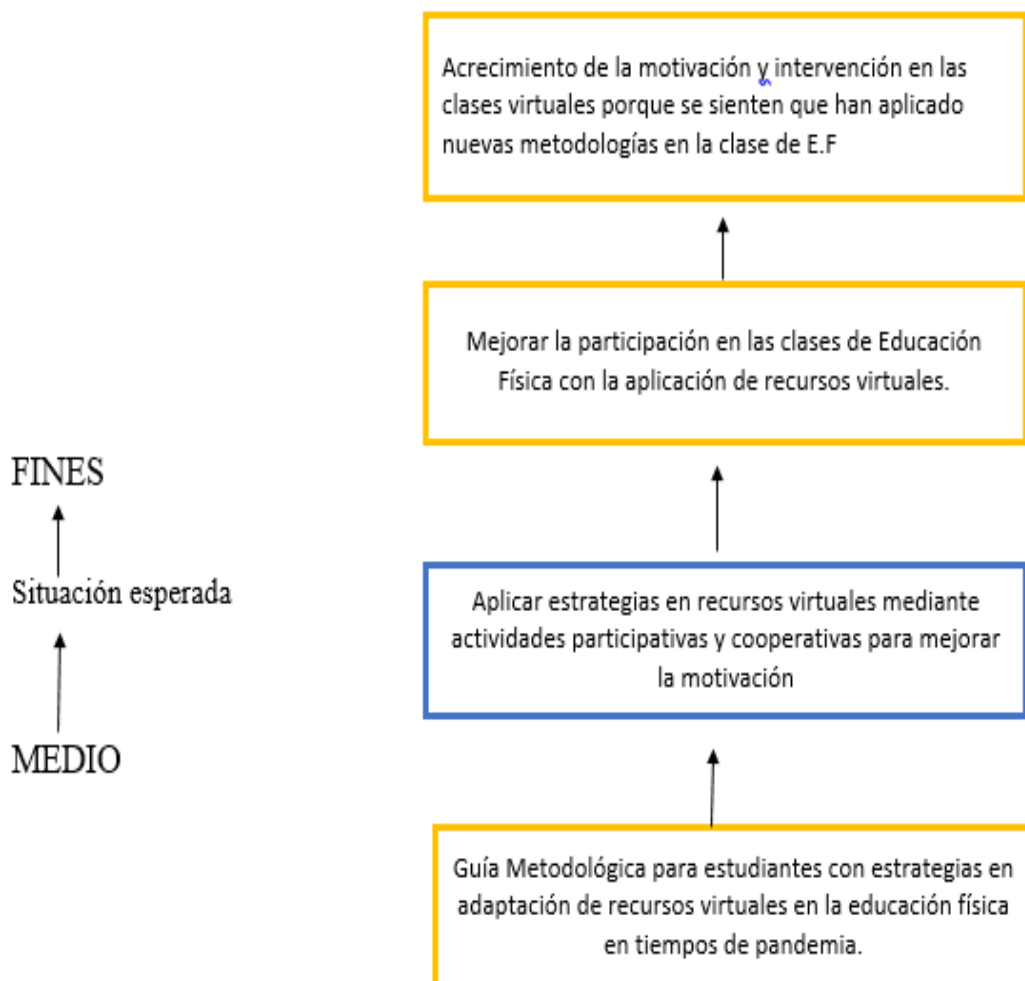 Acrecimiento de la motivación y intervención en las
clases virtuales porque se sienten que han aplicado
nuevas metodologías en la clase de E.F
Mejorar la participación en las clases de Educación
Física con la aplicación de recursos virtuales.
FINES
Situación esperada
MEDIO
Aplicar estrategias en recursos virtuales mediante
actividades participativas y cooperativas para mejorar
la motivación
Guía Metodológica para estudiantes con estrategias en
adaptación de recursos virtuales en la educación física
en tiempos de pandemia.